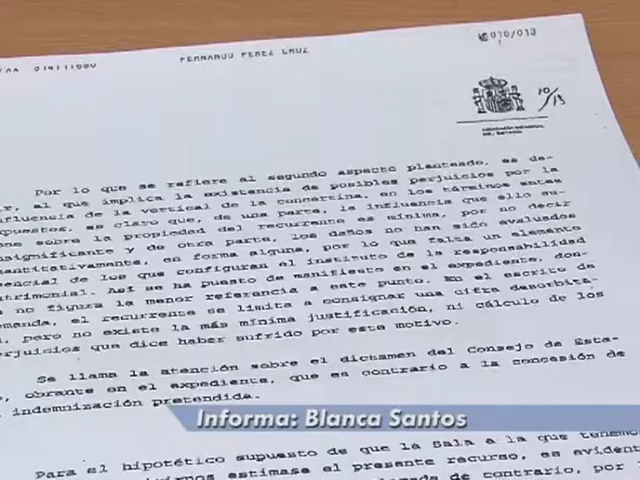 FERNANDO PEREZ CRUZ
010/013
10/13
ABOGACIA GENERAL
DEL ESTADO
Por lo que se refiere al segundo aspecto planteado, es de-
ir, al que implica la existencia de posibles perjuicios por la
nfluencia de la vertical de la concertina, en los términos antes
puestos, es claro que, de una parte, la influencia que ello su-
one sobre la propiedad del recurrente es mínima, por no decir
nsignificante y de otra parte, los daños no han sido evaluados
uantitativamente, en forma alguna, por lo que falta un elemento
sencial de los que configuran el instituto de la responsabilidad
atrimonial. Así se ha puesto de manifiesto en el expediente, don-
e no figura la menor referencia a este punto. En el escrito de
emanda, el recurrente se limita a consignar una cifra desorbita-
, pero no existe la más mínima justificación, ni cálculo de los
erjuicios que dice haber sufrido por este motivo.
Se llama la atención sobre el dictamen del Consejo de Esta-
, obrante en el expediente, que es contrario a la concesión de
indemnización pretendida.
Informa: Blanca Santos
Para el hipotético supuesto de que la Sala a la que tenemos
estimase el presente recurso, es evident
de contrario, por